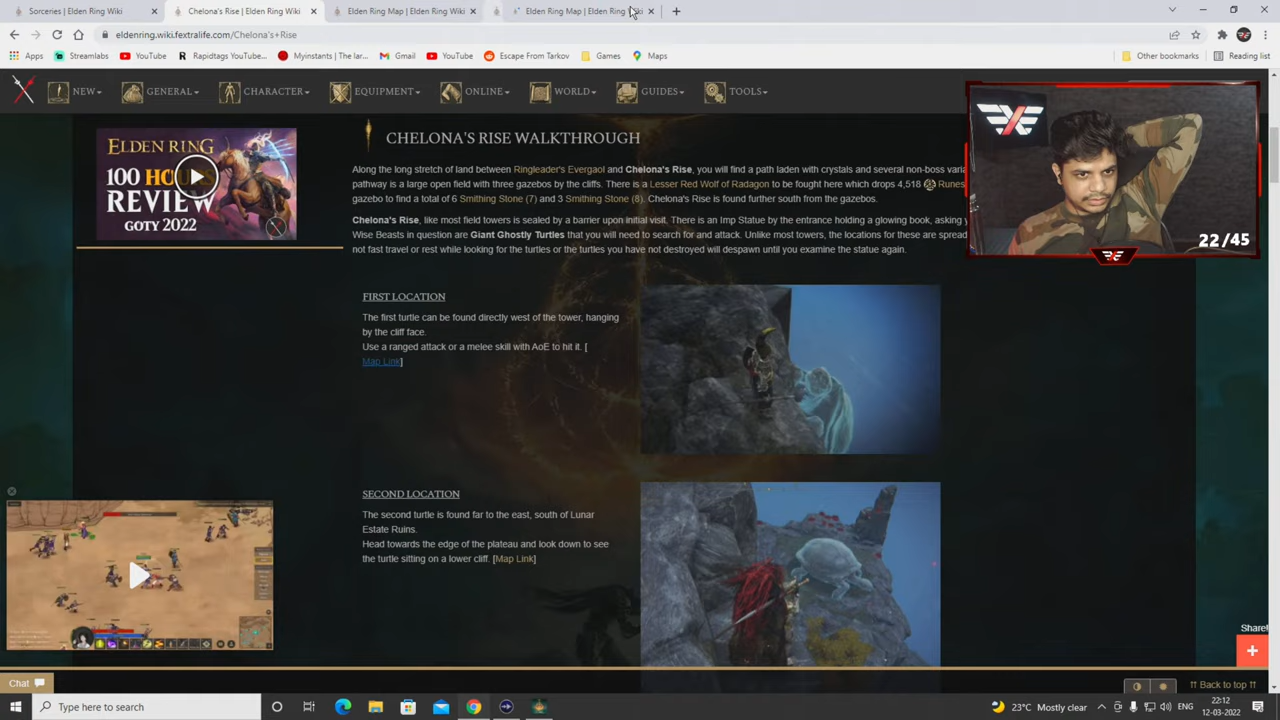 Sorceries | Elden Ring Wiki
Chelona's Rise | Elden Ring Wiki
Elden Ring Map | Elden Ring Wiki
Elden Ring Map | Elden Ring Wiki
eldenring.wiki.fextralife.com/Chelona's+Rise
Apps
Streamlabs
YouTube
Rapidtags YouTube...
Myinstants | The lar...
Gmail
YouTube
Escape From Tarkov
Games
Maps
Other bookmarks
Reading list
NEW
GENERAL
CHARACTER
EQUIPMENT
ONLINE
WORLD
GUIDES
TOOLS
ELDEN RING
100 HOURS
REVIEW
GOTY 2022
CHELONA'S RISE WALKTHROUGH
Along the long stretch of land between Ringleader's Evergaol and Chelona's Rise, you will find a path laden with crystals and several non-boss varia
pathway is a large open field with three gazebos by the cliffs. There is a Lesser Red Wolf of Radagon to be fought here which drops 4,518 Runes
gazebo to find a total of 6 Smithing Stone (7) and 3 Smithing Stone (8). Chelona's Rise is found further south from the gazebos.
Chelona's Rise, like most field towers is sealed by a barrier upon initial visit. There is an Imp Statue by the entrance holding a glowing book, asking y
Wise Beasts in question are Giant Ghostly Turtles that you will need to search for and attack. Unlike most towers, the locations for these are spread
not fast travel or rest while looking for the turtles or the turtles you have not destroyed will despawn until you examine the statue again.
22/45
FIRST LOCATION
The first turtle can be found directly west of the tower, hanging
by the cliff face.
Use a ranged attack or a melee skill with AoE to hit it. [
Map Link]
SECOND LOCATION
The second turtle is found far to the east, south of Lunar
Estate Ruins.
Head towards the edge of the plateau and look down to see
the turtle sitting on a lower cliff. [Map Link]
Share
+
Chat
⇈ Back to top
Type here to search
23°C Mostly clear
ENG
22:12
12-03-2022